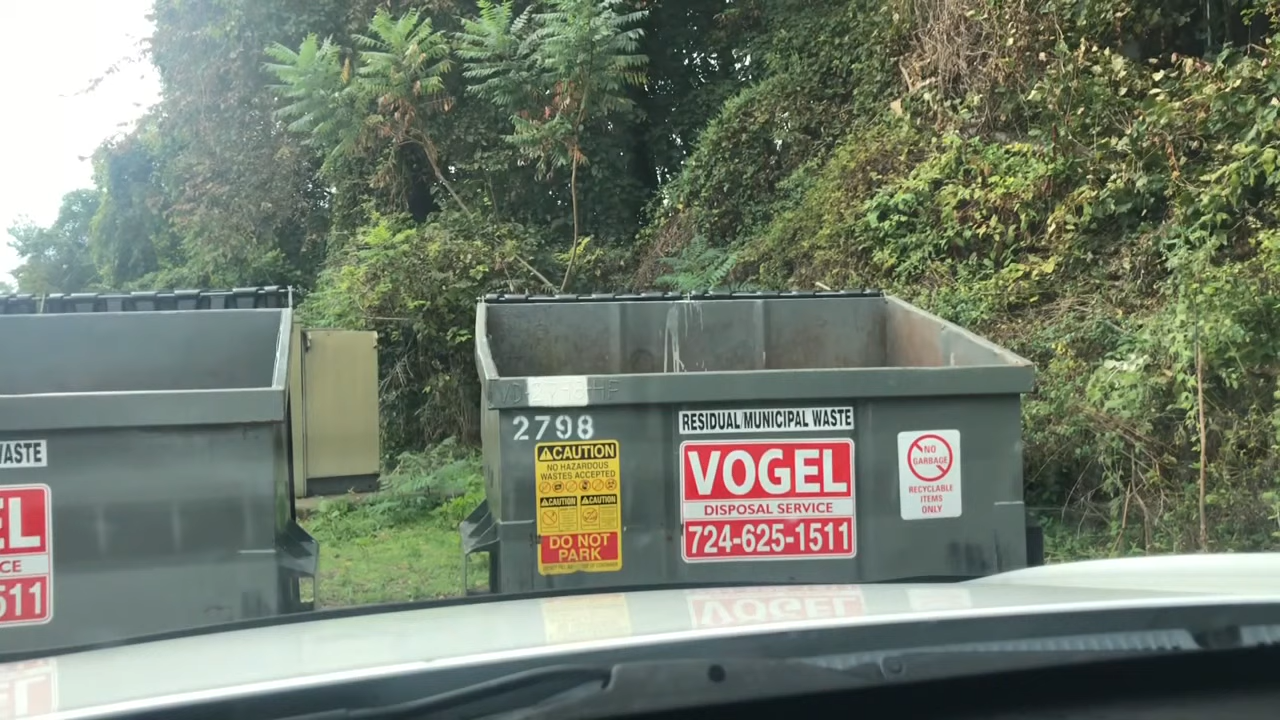 WASTE
EL
CE
511
2798
CAUTION
NO HAZARDOUS
WASTES ACCEPTED
CAUTION CAUTION
DO NOT
PARK
RESIDUAL/MUNICIPAL WASTE
VOGEL
DISPOSAL SERVICE
724-625-1511
NO
GARBAGE
RECYCLABLE
ITEMS
ONLY